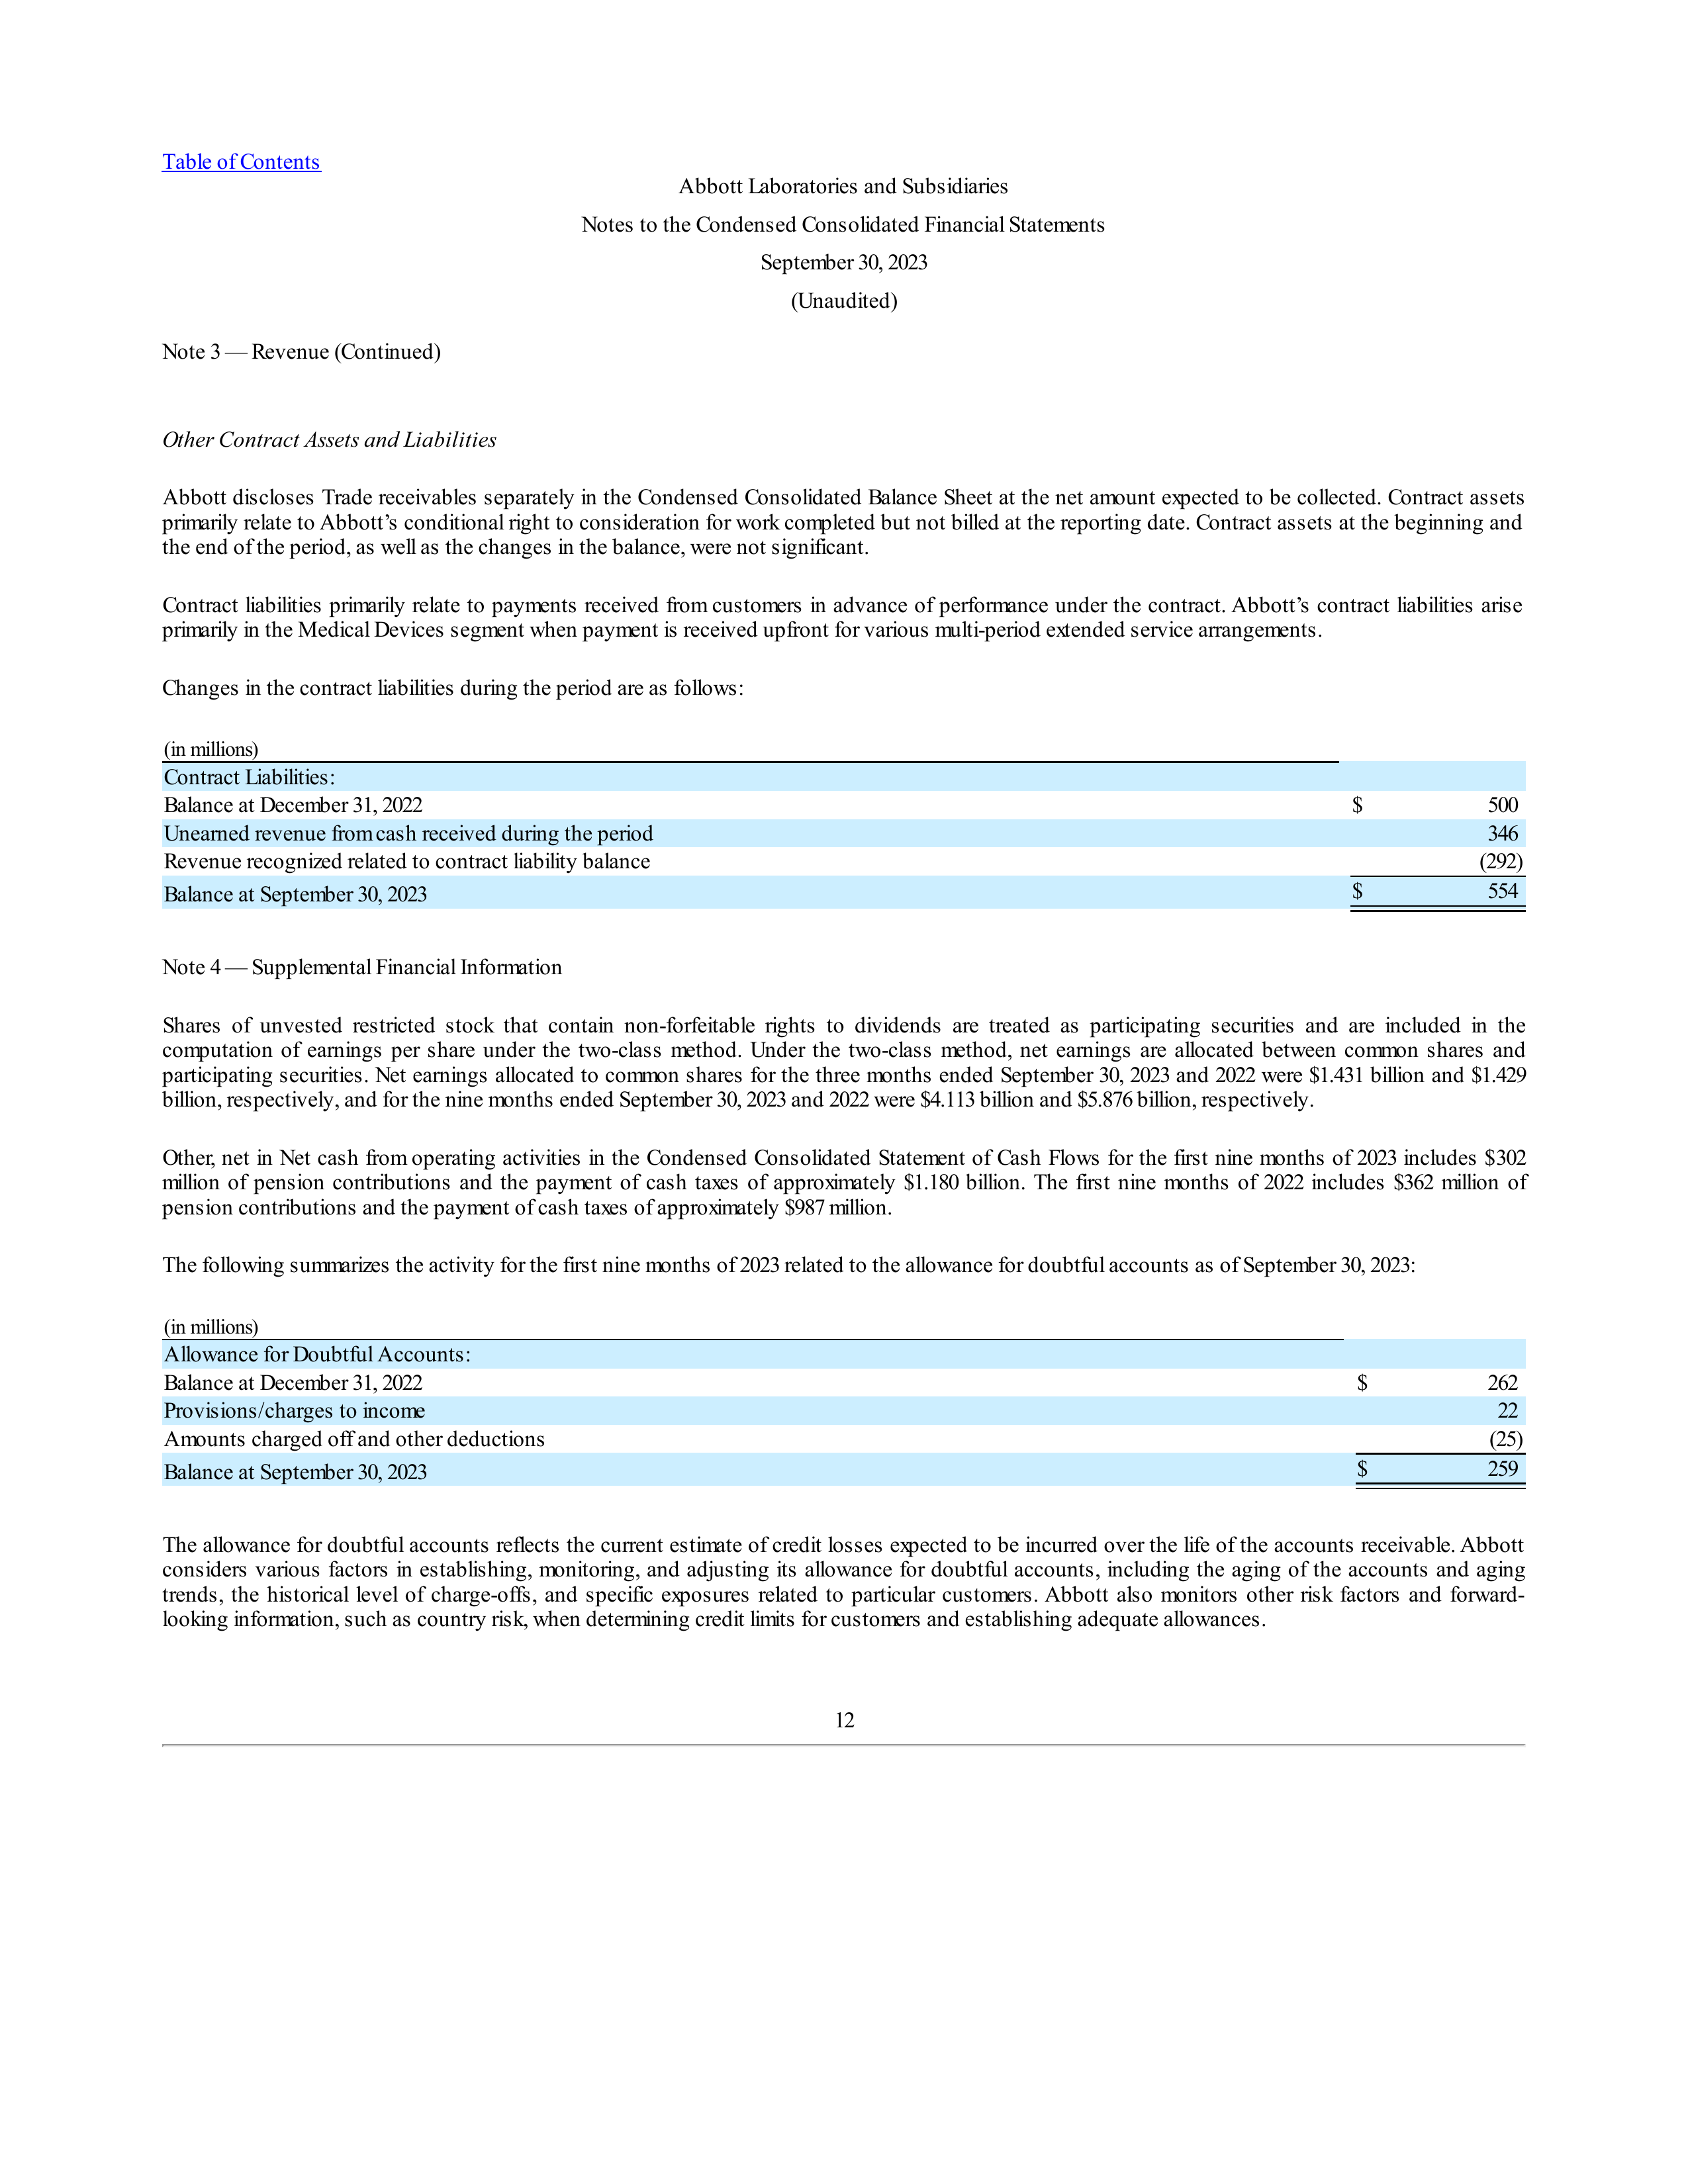 Table of Contents
Abbott Laboratories and Subsidiaries
Notes to the Condensed Consolidated Financial Statements
September 30, 2023
(Unaudited)
Note 3 — Revenue (Continued)
Other Contract Assets and Liabilities
Abbott discloses Trade receivables separately in the Condensed Consolidated Balance Sheet at the net amount expected to be collected. Contract assets
primarily relate to Abbott’s conditional right to consideration for work completed but not billed at the reporting date. Contract assets at the beginning and
the end of the period, as well as the changes in the balance, were not significant.
Contract liabilities primarily relate to payments received from customers in advance of performance under the contract. Abbott’s contract liabilities arise
primarily in the Medical Devices segment when payment is received upfront for various multi-period extended service arrangements.
Changes in the contract liabilities during the period are as follows:
(in millions)
Contract Liabilities:
Balance at December 31, 2022 $ 500
Unearned revenue from cash received during the period 346
Revenue recognized related to contract liability balance (292)
Balance at September 30, 2023 $ 554
Note 4 — Supplemental Financial Information
Shares of unvested restricted stock that contain non-forfeitable rights to dividends are treated as participating securities and are included in the
computation of earnings per share under the two-class method. Under the two-class method, net earnings are allocated between common shares and
participating securities. Net earnings allocated to common shares for the three months ended September 30, 2023 and 2022 were $1.431 billion and $1.429
billion, respectively, and for the nine months ended September 30, 2023 and 2022 were $4.113 billion and $5.876 billion, respectively.
Other, net in Net cash from operating activities in the Condensed Consolidated Statement of Cash Flows for the first nine months of 2023 includes $302
million of pension contributions and the payment of cash taxes of approximately $1.180 billion. The first nine months of 2022 includes $362 million of
pension contributions and the payment of cash taxes of approximately $987 million.
The following summarizes the activity for the first nine months of 2023 related to the allowance for doubtful accounts as of September 30, 2023:
(in millions)
Allowance for Doubtful Accounts:
Balance at December 31, 2022 $ 262
Provisions/charges to income 22
Amounts charged off and other deductions (25)
Balance at September 30, 2023 $ 259
The allowance for doubtful accounts reflects the current estimate of credit losses expected to be incurred over the life of the accounts receivable. Abbott
considers various factors in establishing, monitoring, and adjusting its allowance for doubtful accounts, including the aging of the accounts and aging
trends, the historical level of charge-offs, and specific exposures related to particular customers. Abbott also monitors other risk factors and forward-
looking information, such as country risk, when determining credit limits for customers and establishing adequate allowances.
12